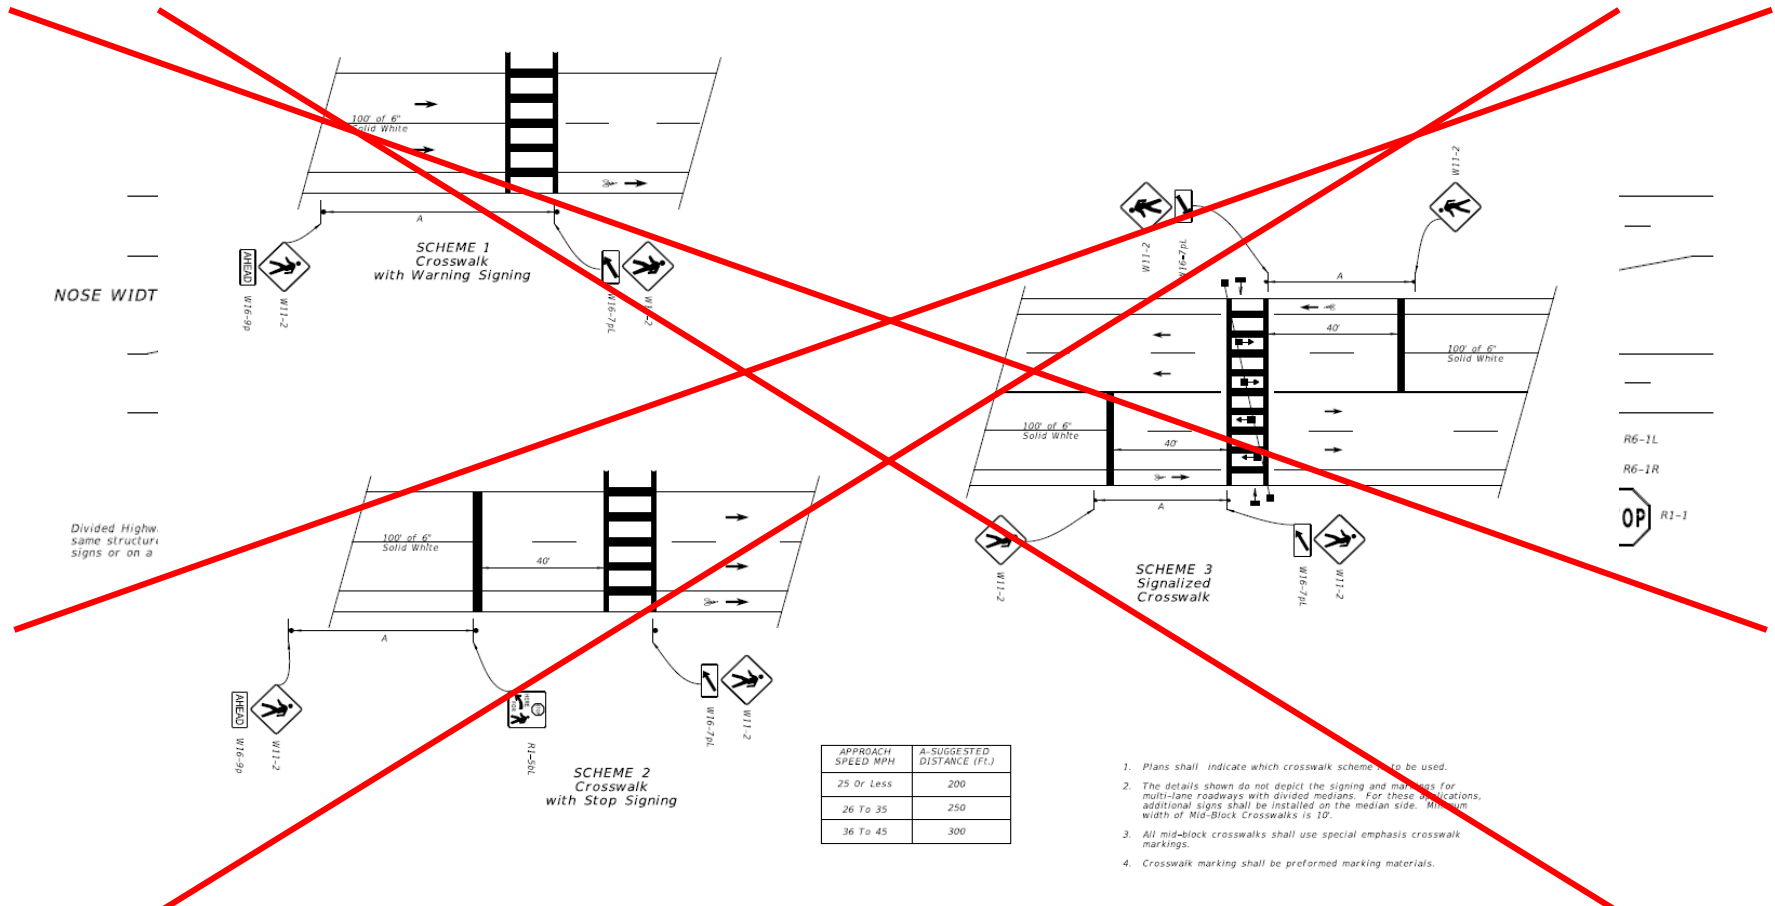 100' of 6"
Solid White
A
SCHEME 1
Crosswalk
with Warning Signing
AHEAD
W16-9p
W11-2
W16-7pL
W11-2
NOSE WIDT
W11-2
W16-7pL
W11-2
A
40'
100' of 6"
Solid White
100' of 6"
Solid White
40'
A
W11-2
W16-7pL
W11-2
SCHEME 3
Signalized
Crosswalk
R6-1L
R6-1R
OP
R1-1
Divided Highw
same structure
signs or on a
100' of 6"
Solid White
40'
A
AHEAD
W16-9p
W11-2
HERE
FOR
R1-5bL
W16-7pL
W11-2
SCHEME 2
Crosswalk
with Stop Signing
APPROACH
SPEED MPH
A-SUGGESTED
DISTANCE (Ft.)
25 Or Less
200
26 To 35
250
36 To 45
300
1. Plans shall indicate which crosswalk scheme is to be used.
2. The details shown do not depict the signing and markings for
multi-lane roadways with divided medians. For these applications,
additional signs shall be installed on the median side. Minimum
width of Mid-Block Crosswalks is 10'.
3. All mid-block crosswalks shall use special emphasis crosswalk
markings.
4. Crosswalk marking shall be preformed marking materials.